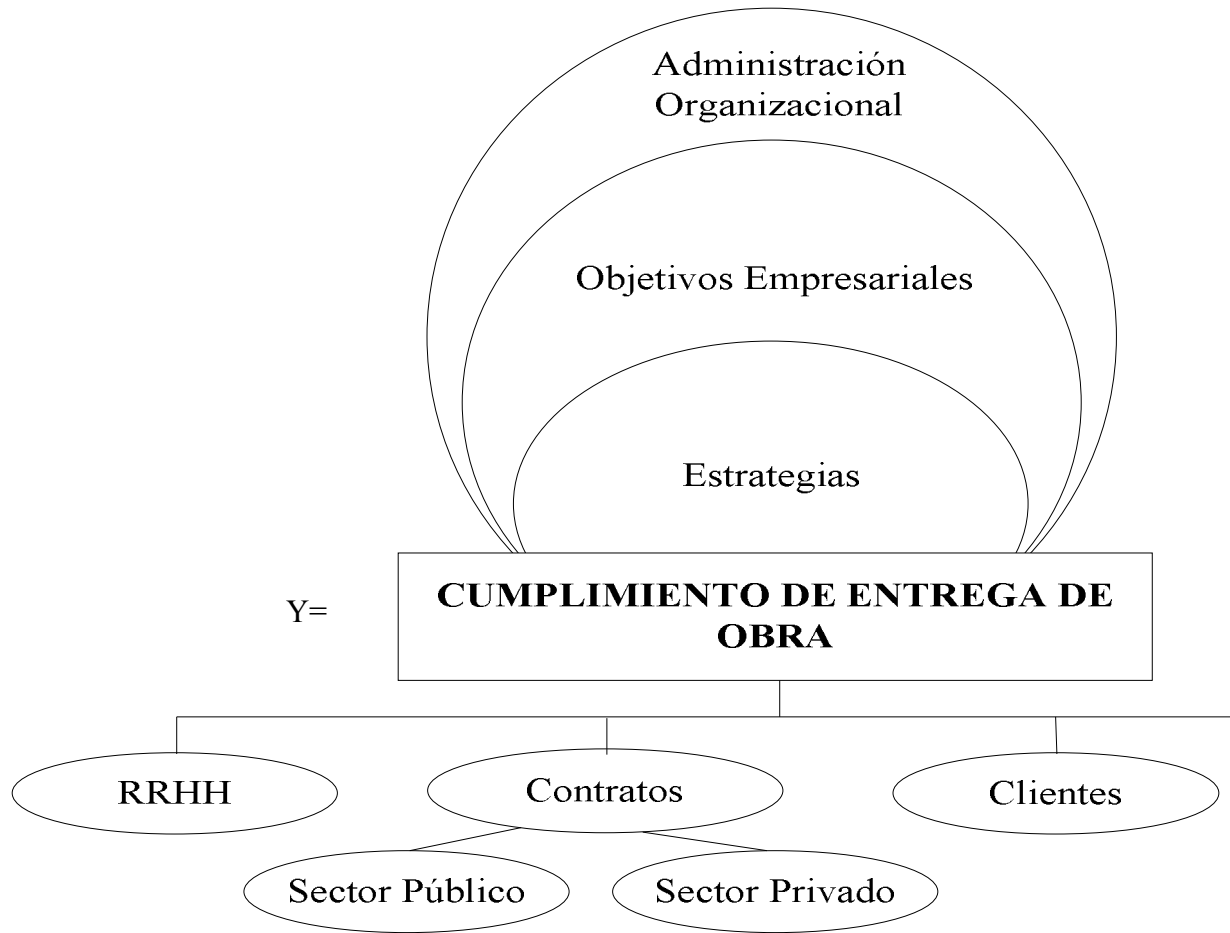 Administración
Organizacional
Objetivos Empresariales
Estrategias
Y=
CUMPLIMIENTO DE ENTREGA DE
OBRA
RRHH
Contratos
Clientes
Sector Público
Sector Privado